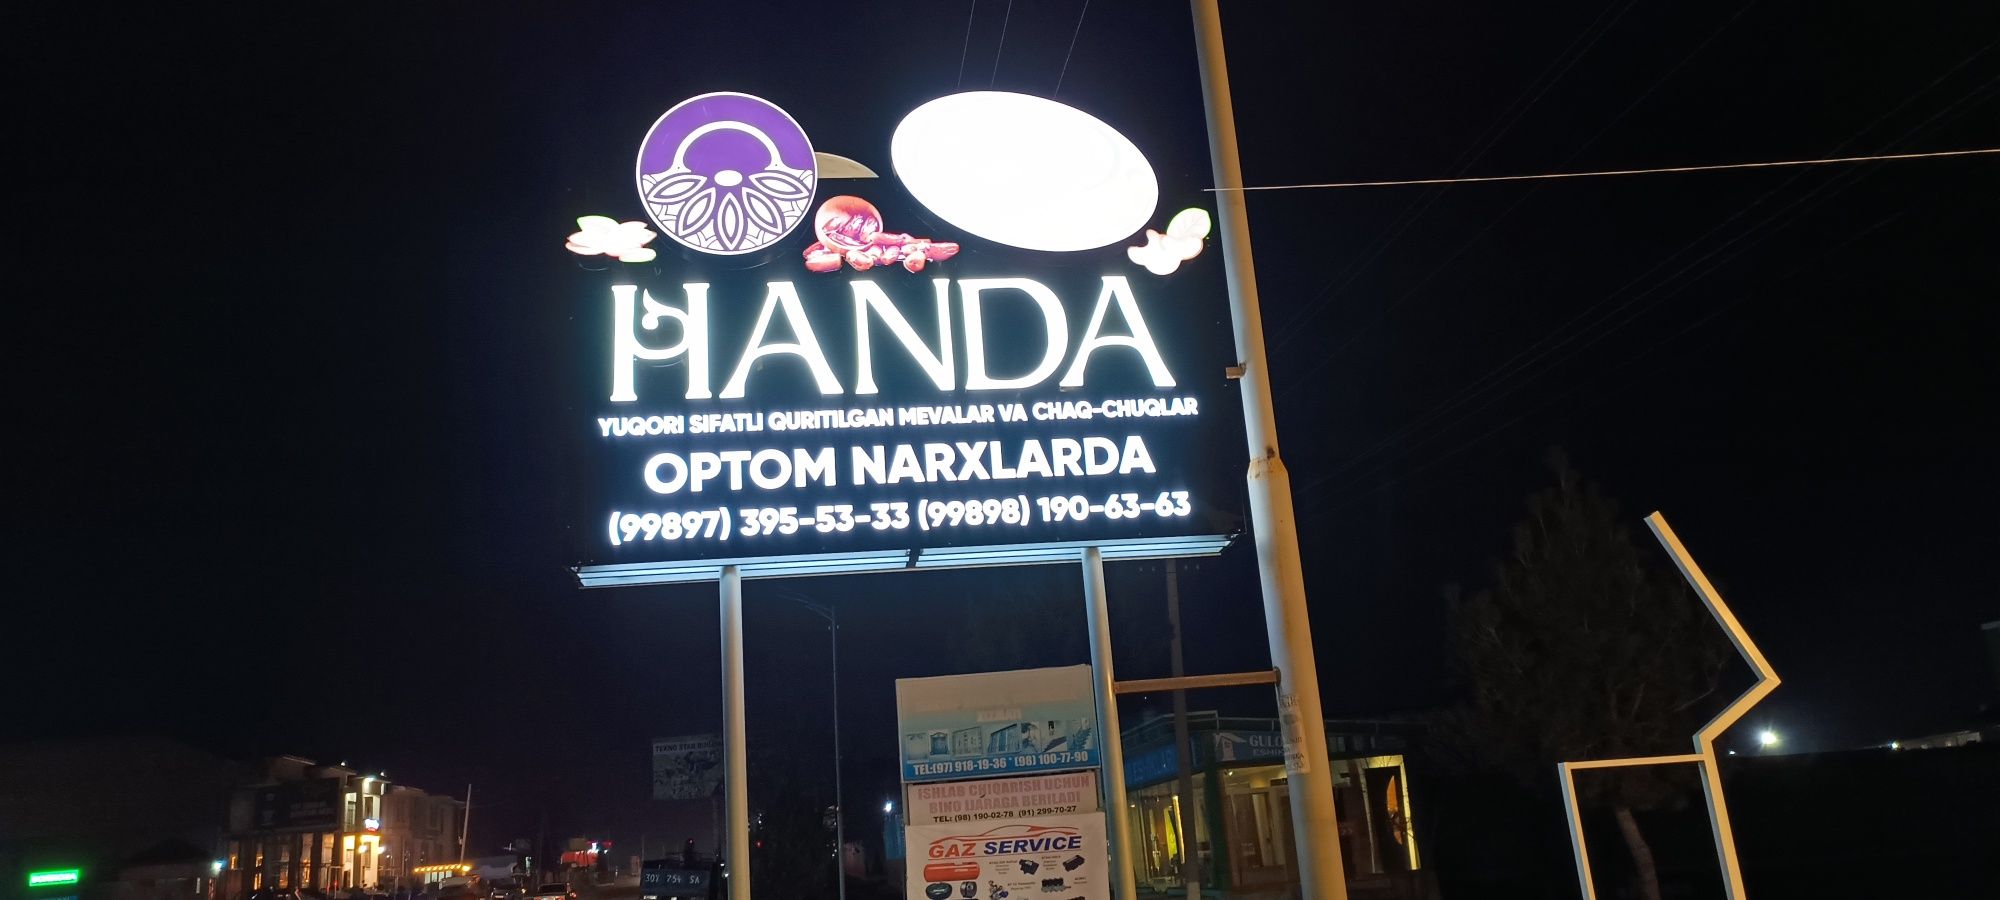 HANDA
YUQORI SIFATLI QURITILGAN MEVALAR VA CHAQ-CHUQLAR
OPTOM NARXLARDA
(99897) 395-53-33 (99898) 190-63-63
TEL:(97) 918-19-36 * (98) 100-77-90
ISHLAB CHIQARISH UCHUN
BINO IJARAGA BERILADI
TEL: (98) 190-02-78 (91) 299-70-27
GAZ SERVICE